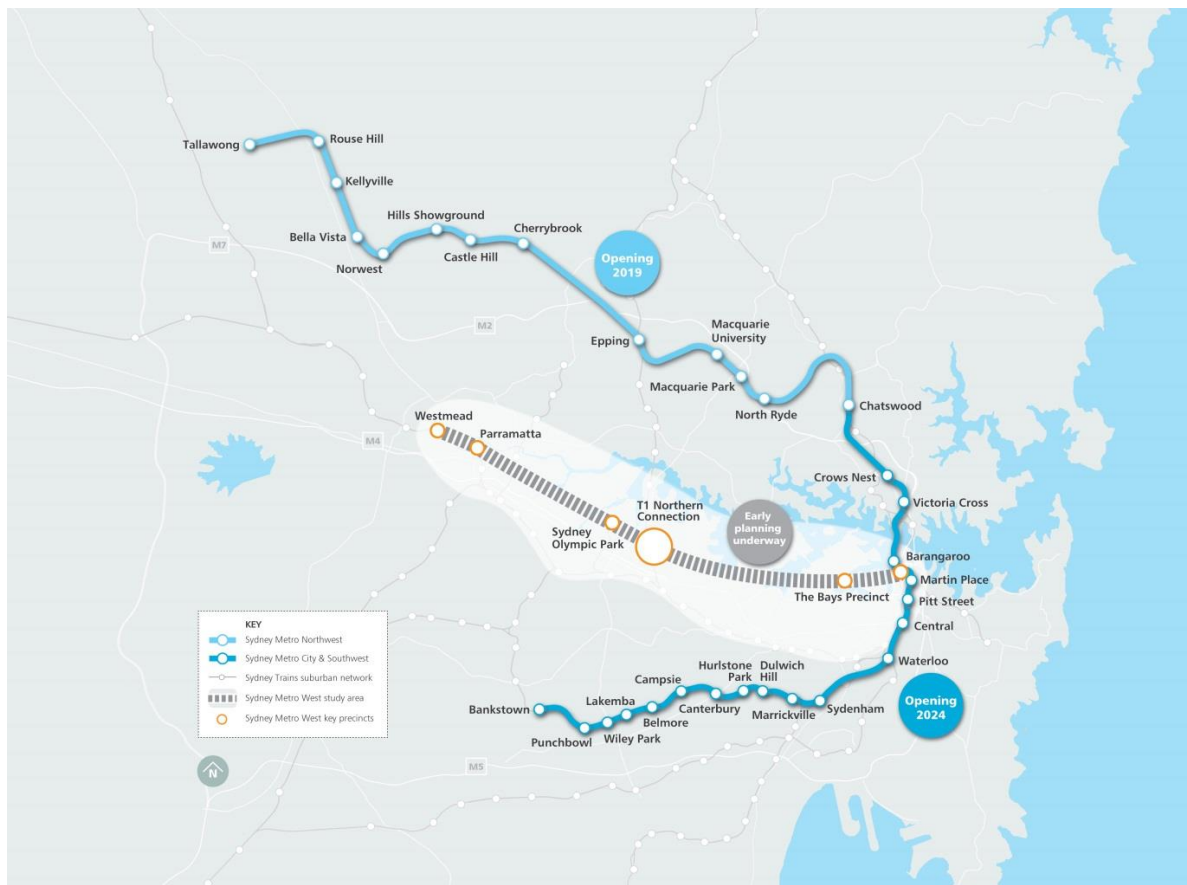 Tallawong
Rouse Hill
Kellyville
Bella Vista
Norwest
Hills Showground
Castle Hill
Cherrybrook
Opening
2019
M7
M2
Epping
Macquarie
University
Macquarie Park
North Ryde
Chatswood
Westmead
Parramatta
M4
Crows Nest
Victoria Cross
T1 Northern
Connection
Sydney
Olympic Park
Early
planning
underway
Barangaroo
Martin Place
The Bays Precinct
Pitt Street
Central
Waterloo
KEY
Sydney Metro Northwest
Sydney Metro City & Southwest
Sydney Trains suburban network
Sydney Metro West study area
Sydney Metro West key precincts
Bankstown
Punchbowl
Lakemba
Wiley Park
Belmore
Campsie
Canterbury
Hurlstone
Park
Dulwich
Hill
Marrickville
Sydenham
Opening
2024
M5
N